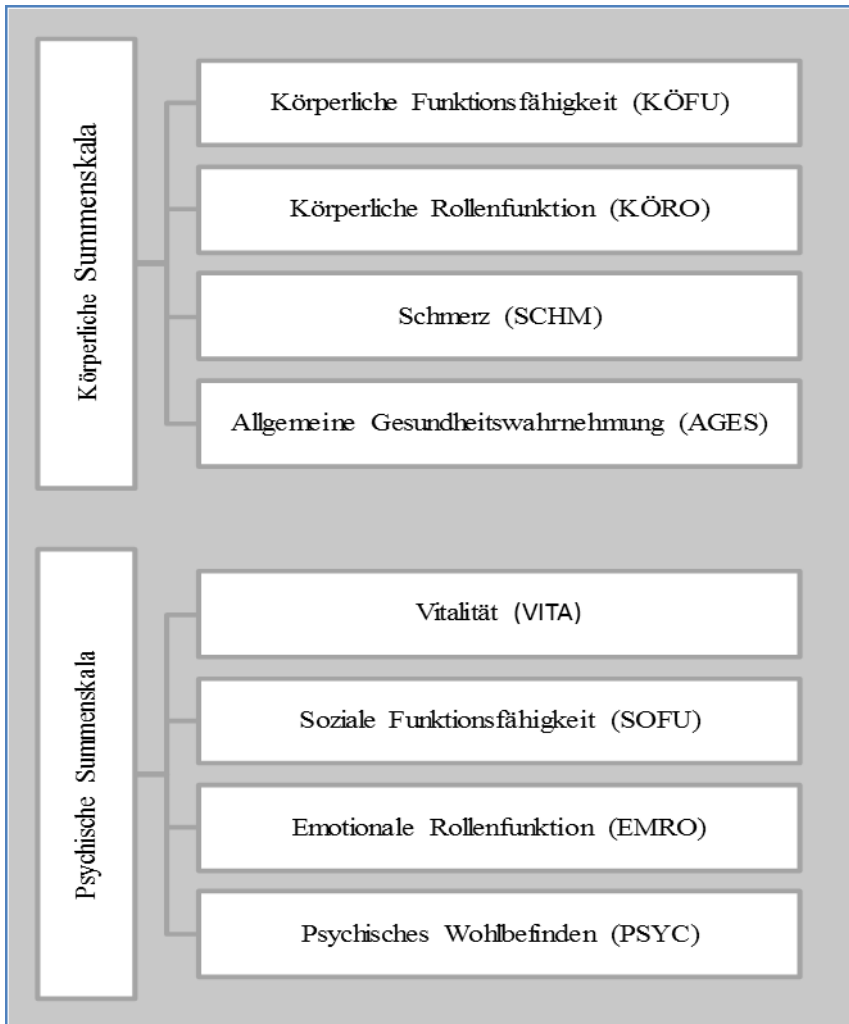 Körperliche Summenskala
Körperliche Funktionsfähigkeit (KÖFU)
Körperliche Rollenfunktion (KÖRO)
Schmerz (SCHM)
Allgemeine Gesundheitswahrnehmung (AGES)
Psychische Summenskala
Vitalität (VITA)
Soziale Funktionsfähigkeit (SOFU)
Emotionale Rollenfunktion (EMRO)
Psychisches Wohlbefinden (PSYC)